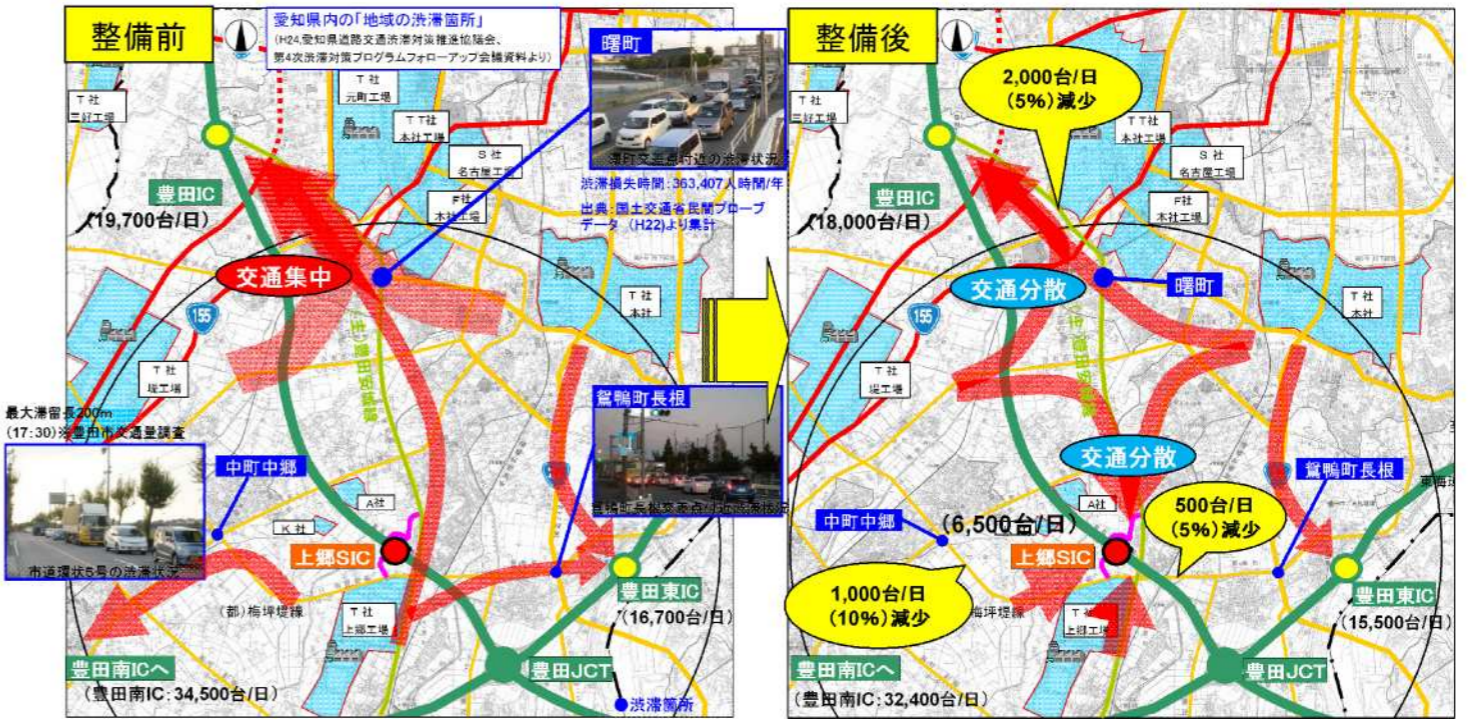 整備前
愛知県内の「地域の渋滞箇所」
(H24.愛知県道路交通渋滞対策推進協議会、
第4次渋滞対策プログラムフォローアップ会議資料より)
曙町
T社
三好工場
T社
元町工場
TT社
本社工場
S社
名古屋工場
F社
本社工場
渋滞損失時間:363,407人時間/年
出典:国土交通省民間プローブ
データ (H22)より集計
豊田IC
(19,700台/日)
交通集中
155
T社
本社
T社
堤工場
最大滞留長200m
(17:30)※豊田市交通量調査
市道環状5号の渋滞状況
中町中郷
鴛鴨町長根
A社
K社
上郷SIC
(都)梅坪堤線
T社
上郷工場
豊田東IC
(16,700台/日)
豊田JCT
豊田南ICへ
(豊田南IC:34,500台/日)
渋滞箇所
整備後
2,000台/日
(5%)減少
T社
三好工場
TT社
本社工場
S社
名古屋工場
F社
本社工場
豊田IC
(18,000台/日)
交通分散
曙町
155
T社
本社
T社
堤工場
交通分散
鴛鴨町長根
A社
500台/日
(5%)減少
中町中郷
(6,500台/日)
上郷SIC
1,000台/日
(10%)減少
梅坪堤線
T社
上郷工場
豊田東IC
(15,500台/日)
豊田JCT
豊田南ICへ
(豊田南IC:32,400台/日)